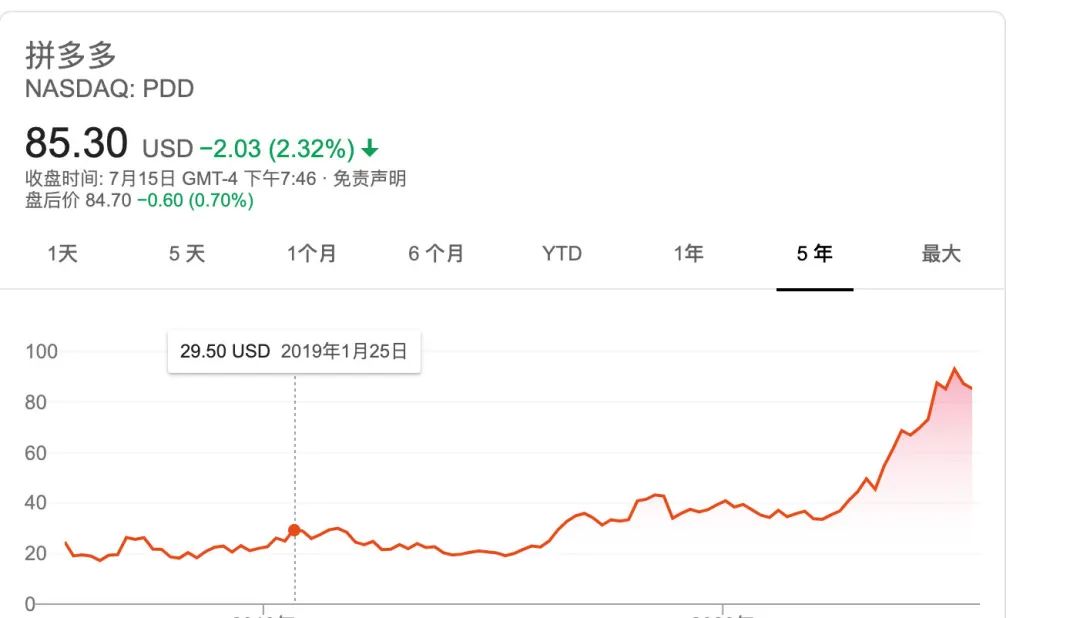 拼多多
NASDAQ: PDD
85.30 USD −2.03 (2.32%) ↓
收盘时间: 7月15日 GMT-4 下午7:46 · 免责声明
盘后价 84.70 −0.60 (0.70%)
1天 5 天 1个月 6 个月 YTD 1年 5 年 最大
29.50 USD 2019年1月25日
100
80
60
40
20
0